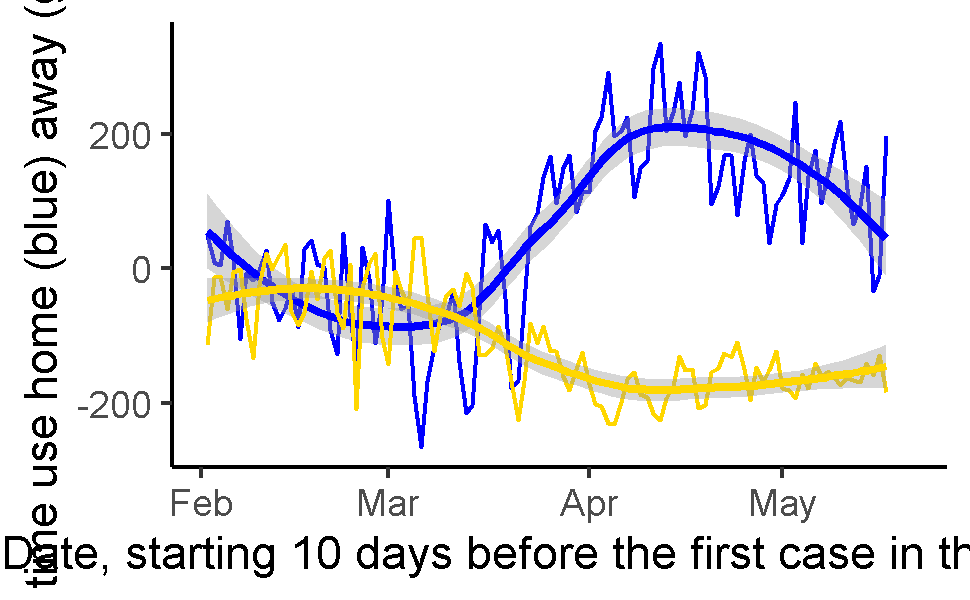 time use home (blue) away (
200
0
-200
Feb Mar Apr May
Date, starting 10 days before the first case in th